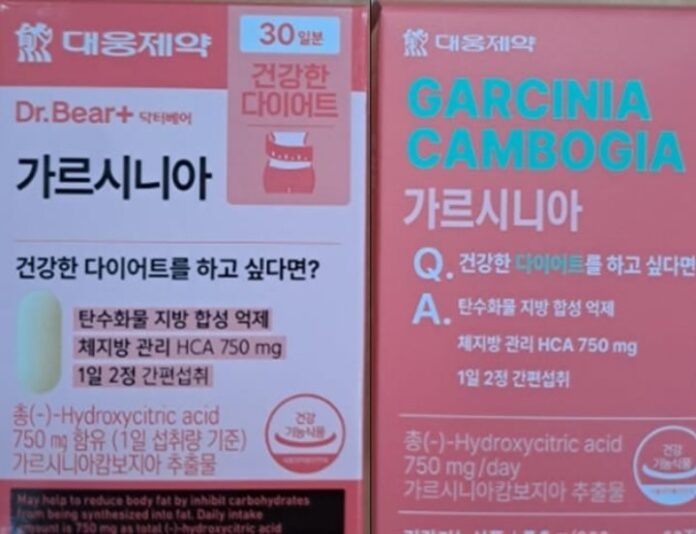 대웅제약
30일분
건강한
다이어트
Dr.Bear+ 닥터베어
가르시니아
건강한 다이어트를 하고 싶다면?
탄수화물 지방 합성 억제
체지방 관리 HCA 750 mg
1일 2정 간편섭취
총(-)-Hydroxycitric acid
750 mg 함유 (1일 섭취량 기준)
가르시니아캄보지아 추출물
건강
기능식품
May help to reduce body fat by inhibit carbohydrates
from being synthesized into fat. Daily intake
amount is 750 mg as total (-)-hydroxycitric acid
대웅제약
GARCINIA
CAMBOGIA
가르시니아
Q. 건강한 다이어트를 하고 싶다면
A. 탄수화물 지방 합성 억제
체지방 관리 HCA 750 mg
1일 2정 간편섭취
총(-)-Hydroxycitric acid
750 mg/day
가르시니아캄보지아 추출물
건강
기능식품